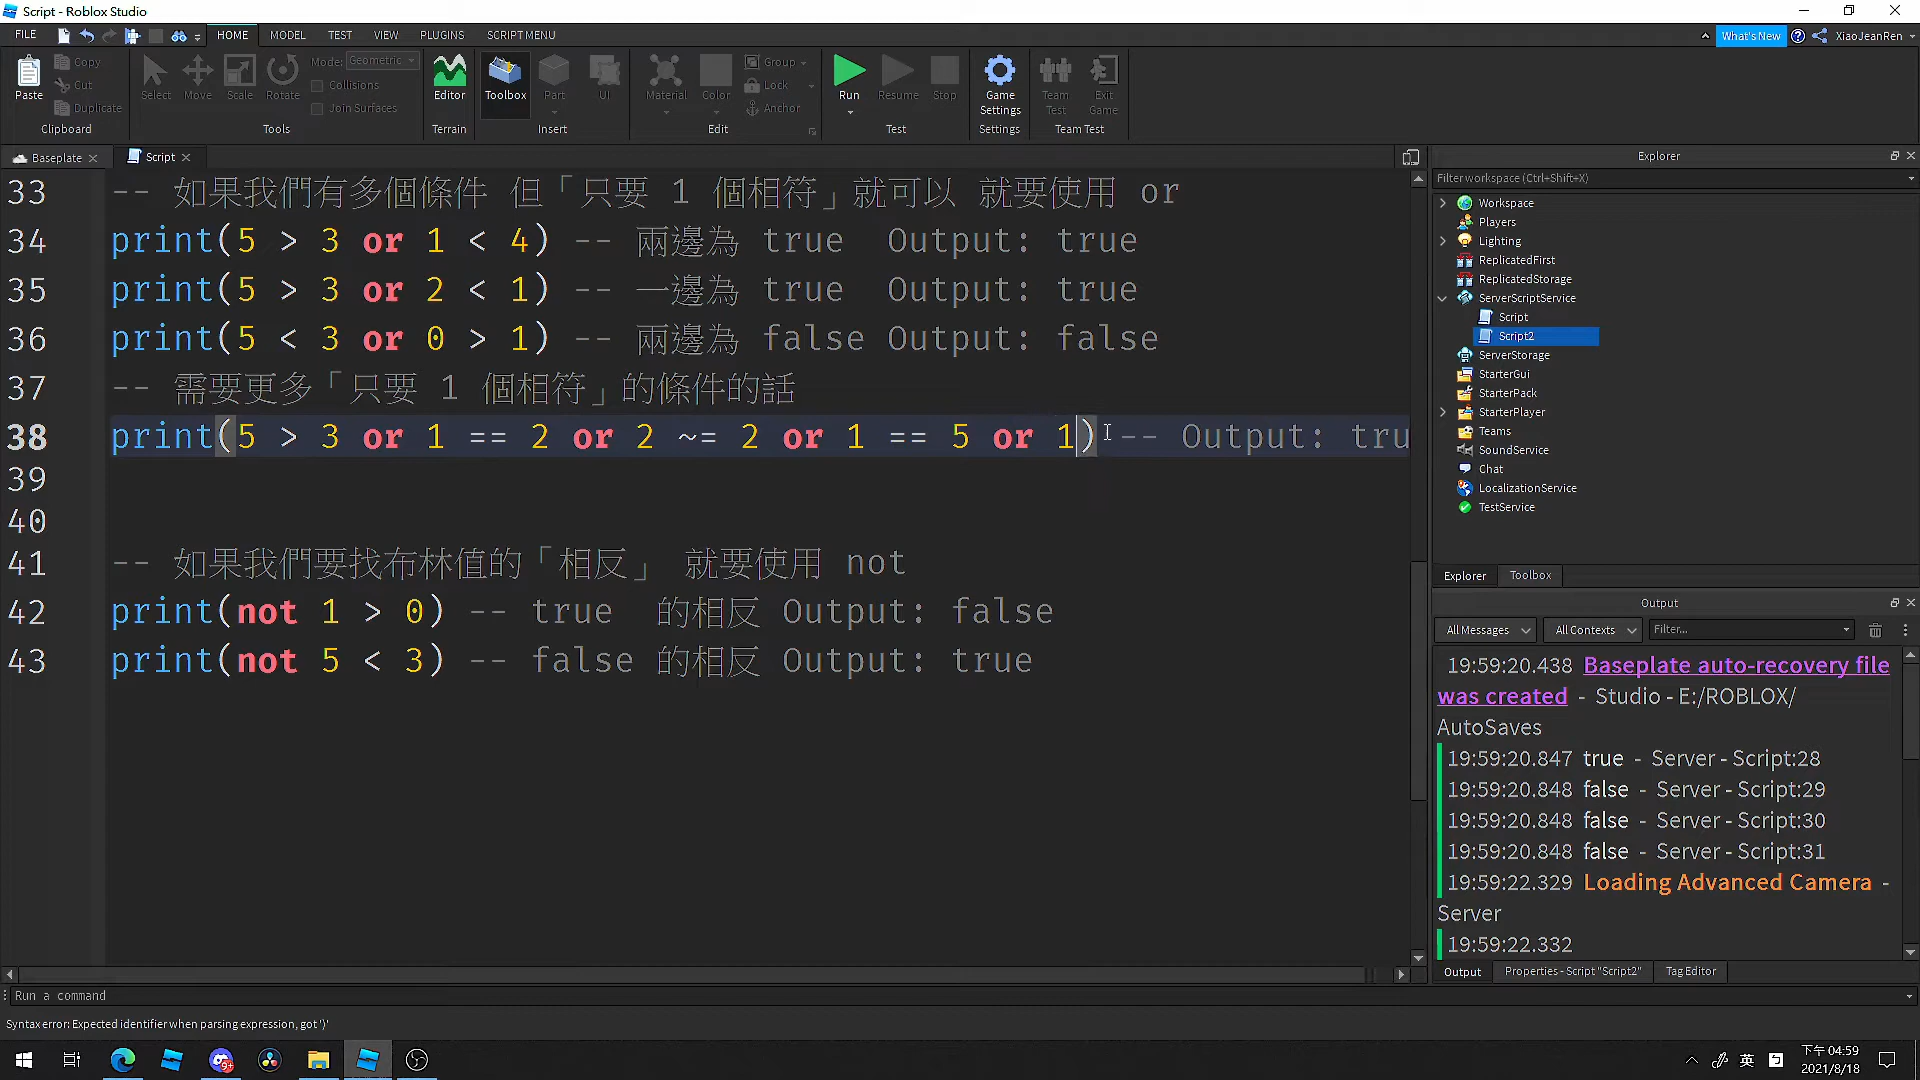 Script - Roblox Studio
FILE HOME MODEL TEST VIEW PLUGINS SCRIPT MENU What's New XiaoJeanRen
Paste Copy Cut Duplicate Clipboard
Select Move Scale Rotate Mode: Geometric Collisions Join Surfaces Tools
Editor Terrain
Toolbox Part UI Insert
Material Color Group Lock Anchor Edit
Run Resume Stop Test
Game Settings Settings
Team Test Exit Game Team Test
Baseplate Script
33 -- 如果我們有多個條件 但「只要 1 個相符」就可以 就要使用 or
34 print(5 > 3 or 1 < 4) -- 兩邊為 true Output: true
35 print(5 > 3 or 2 < 1) -- 一邊為 true Output: true
36 print(5 < 3 or 0 > 1) -- 兩邊為 false Output: false
37 -- 需要更多「只要 1 個相符」的條件的話
38 print(5 > 3 or 1 == 2 or 2 ~= 2 or 1 == 5 or 1) -- Output: tru
39
40
41 -- 如果我們要找布林值的「相反」 就要使用 not
42 print(not 1 > 0) -- true 的相反 Output: false
43 print(not 5 < 3) -- false 的相反 Output: true
Explorer
Filter workspace (Ctrl+Shift+X)
Workspace
Players
Lighting
ReplicatedFirst
ReplicatedStorage
ServerScriptService
Script
Script2
ServerStorage
StarterGui
StarterPack
StarterPlayer
Teams
SoundService
Chat
LocalizationService
TestService
Explorer Toolbox
Output
All Messages All Contexts Filter...
19:59:20.438 Baseplate auto-recovery file
was created - Studio - E:/ROBLOX/
AutoSaves
19:59:20.847 true - Server - Script:28
19:59:20.848 false - Server - Script:29
19:59:20.848 false - Server - Script:30
19:59:20.848 false - Server - Script:31
19:59:22.329 Loading Advanced Camera -
Server
19:59:22.332
Output Properties - Script "Script2" Tag Editor
Run a command
Syntax error: Expected identifier when parsing expression, got ')'
9+
英 下午 04:59
2021/8/18